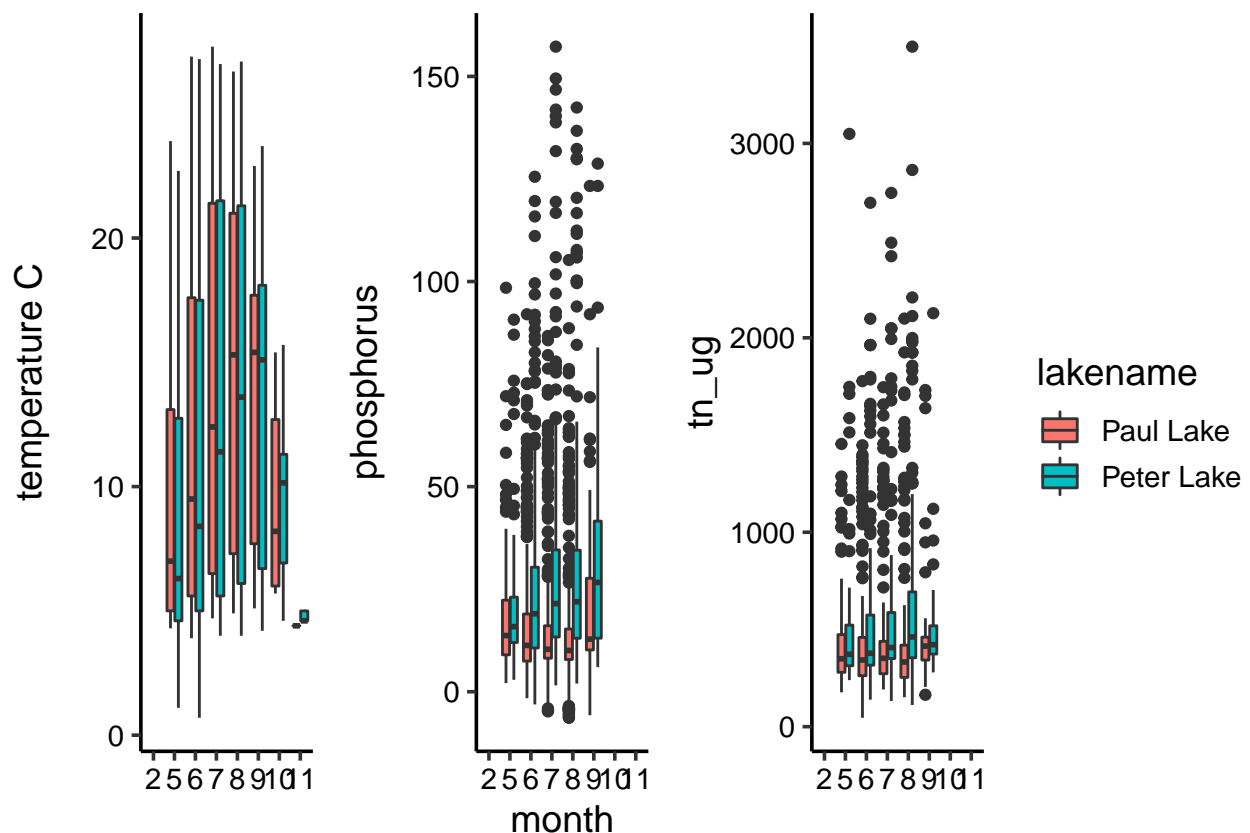 temperature C
20
10
0
2 5 6 7 8 9 10 11
phosphorus
150
100
50
0
2 5 6 7 8 9 10 11
month
tn_ug
3000
2000
1000
0
2 5 6 7 8 9 10 11
lakename
Paul Lake
Peter Lake